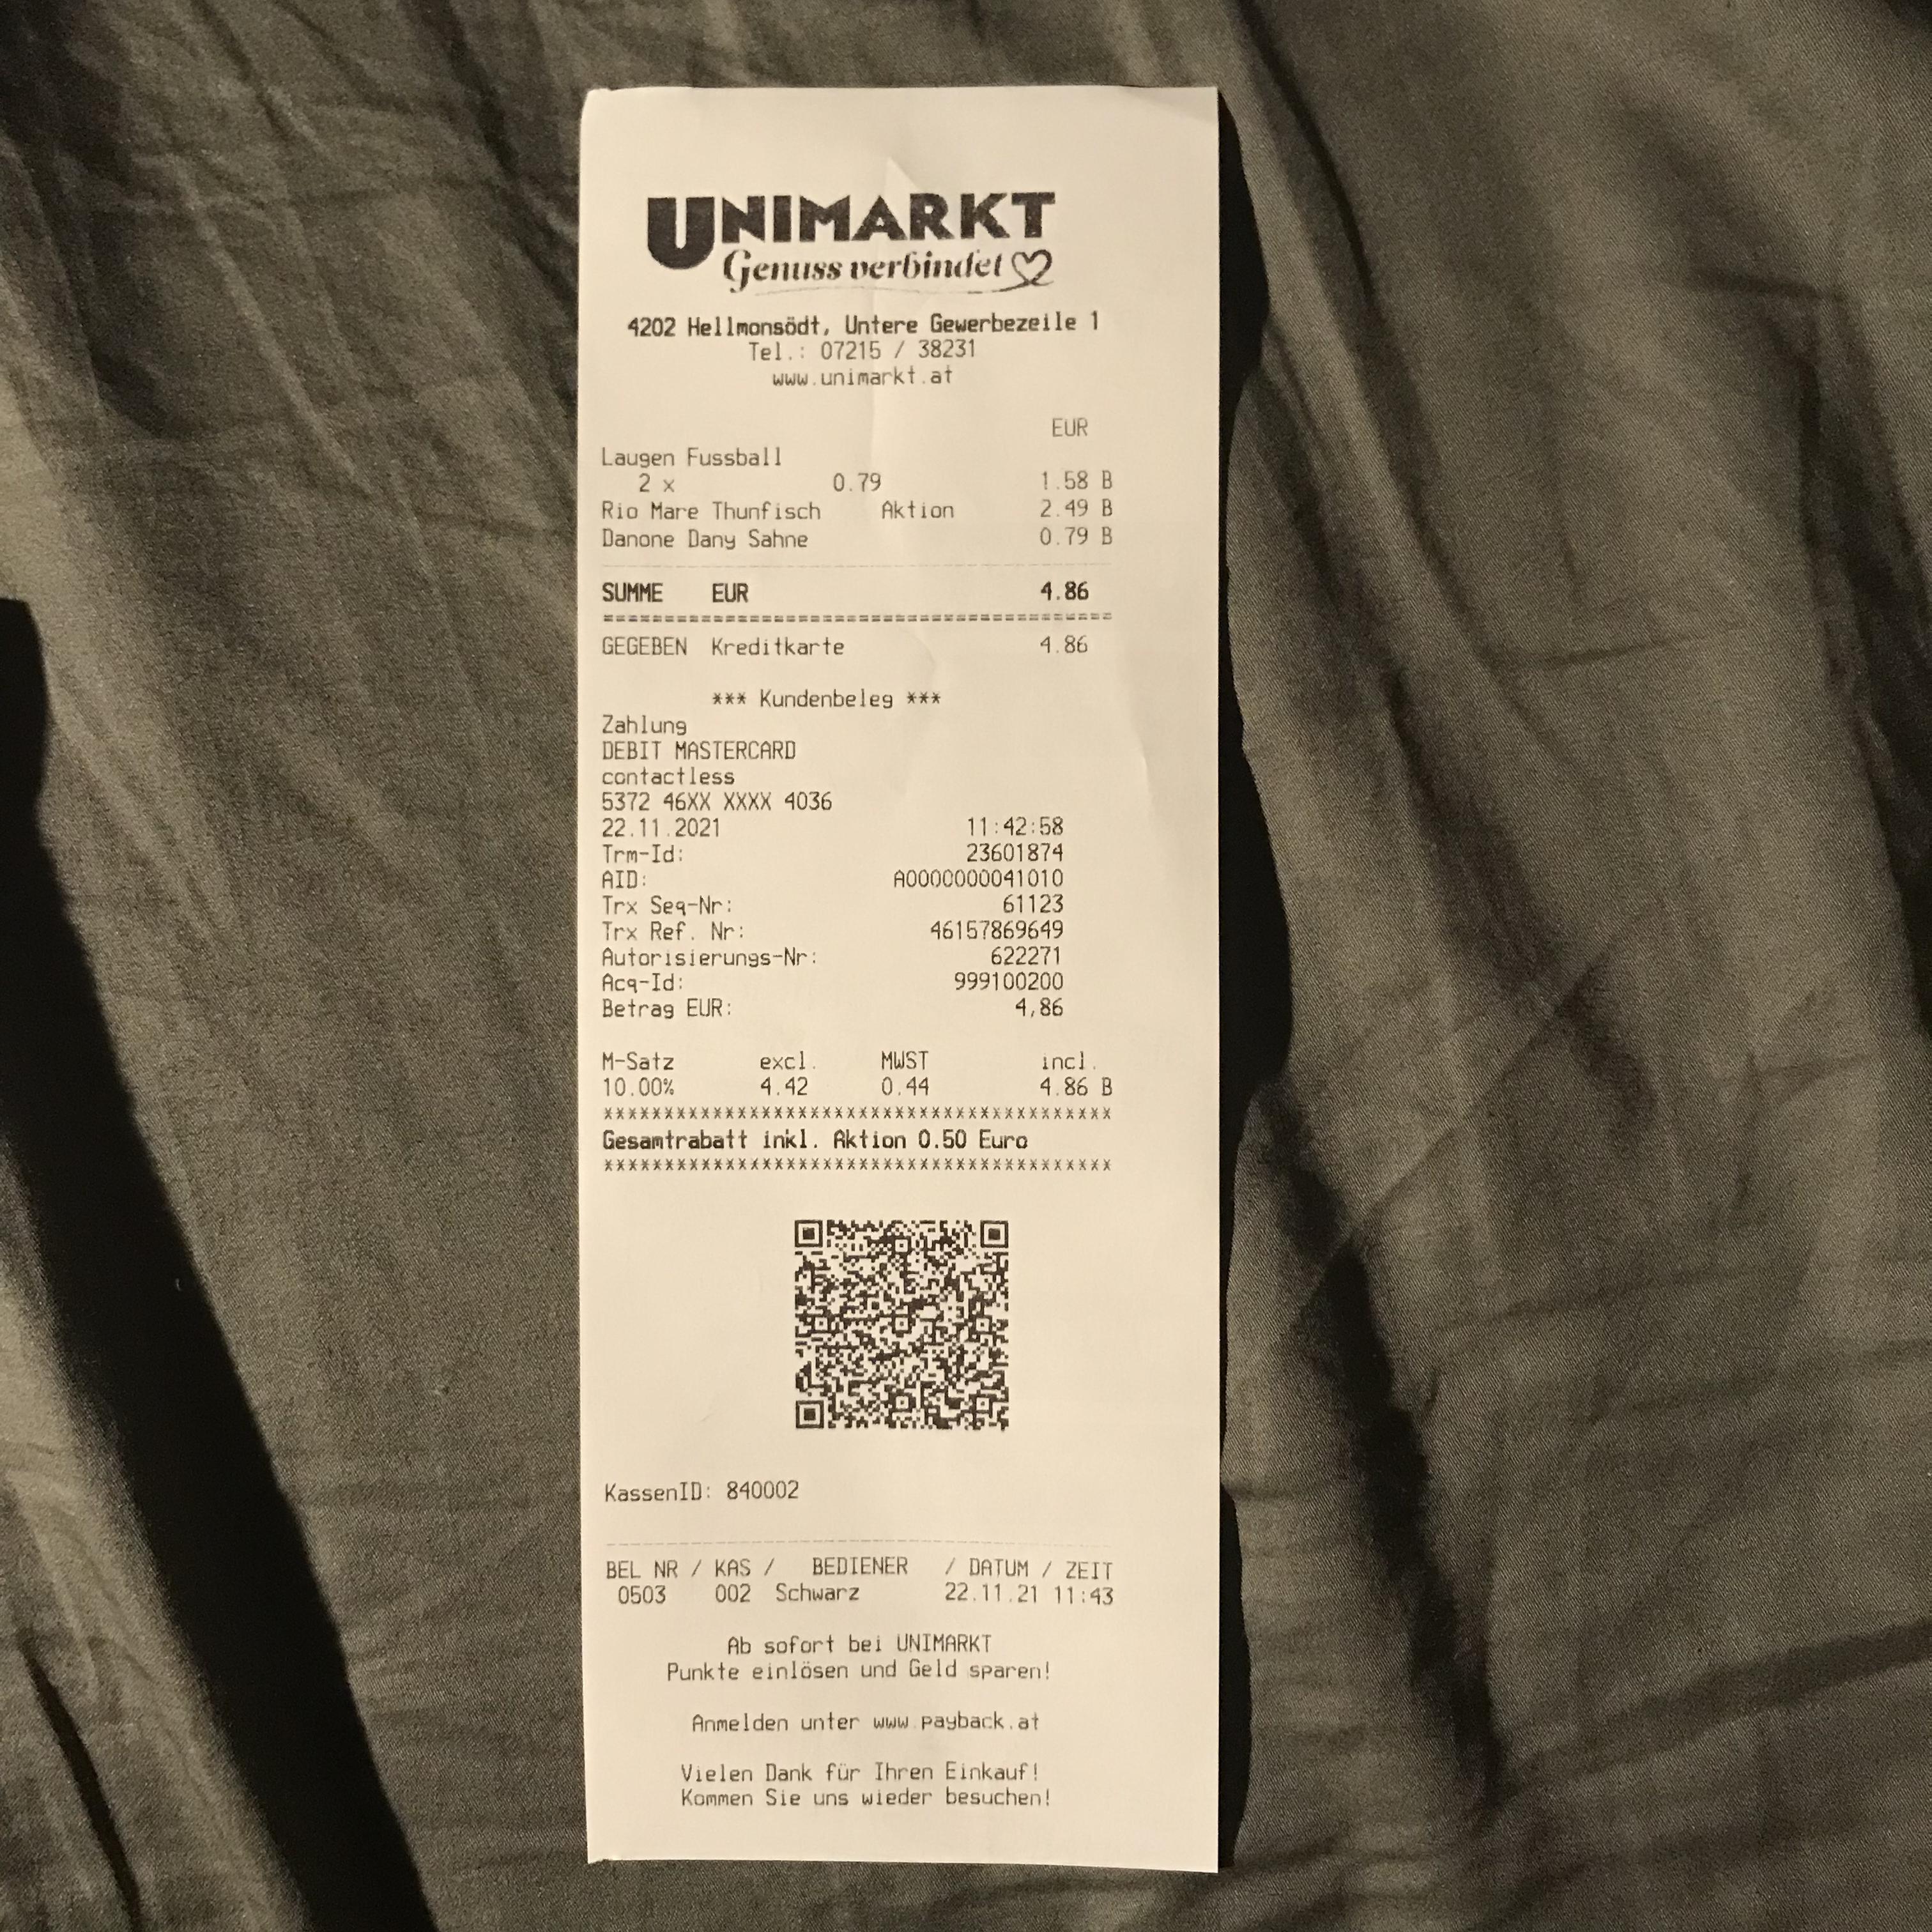 UNIMARKT
Genuss verbindet
4202 Hellmonsödt, Untere Gewerbezeile 1
Tel.: 07215 / 38231
www.unimarkt.at
EUR
Laugen Fussball
2 x 0.79 1.58 B
Rio Mare Thunfisch Aktion 2.49 B
Danone Dany Sahne 0.79 B
SUMME EUR 4.86
==========================================
GEGEBEN Kreditkarte 4.86
*** Kundenbeleg ***
Zahlung
DEBIT MASTERCARD
contactless
5372 46XX XXXX 4036
22.11.2021 11:42:58
Trm-Id: 23601874
AID: A0000000041010
Trx Seq-Nr: 61123
Trx Ref. Nr: 46157869649
Autorisierungs-Nr: 622271
Acq-Id: 999100200
Betrag EUR: 4,86
M-Satz excl. MWST incl.
10.00% 4.42 0.44 4.86 B
******************************************
Gesamtrabatt inkl. Aktion 0.50 Euro
******************************************
KassenID: 840002
BEL NR / KAS / BEDIENER / DATUM / ZEIT
0503 002 Schwarz 22.11.21 11:43
Ab sofort bei UNIMARKT
Punkte einlösen und Geld sparen!
Anmelden unter www.payback.at
Vielen Dank für Ihren Einkauf!
Kommen Sie uns wieder besuchen!